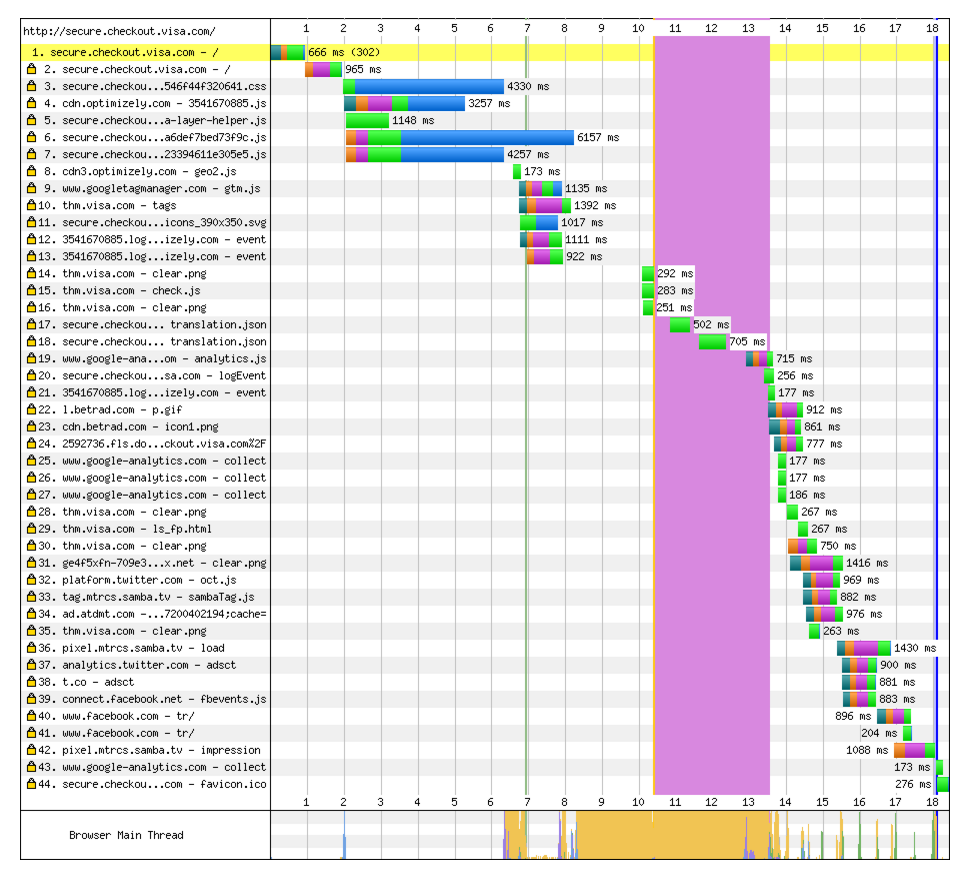 http://secure.checkout.visa.com/ 1 2 3 4 5 6 7 8 9 10 11 12 13 14 15 16 17 18
1. secure.checkout.visa.com – / 666 ms (302)
2. secure.checkout.visa.com – / 965 ms
3. secure.checkou...546f44f320641.css 4330 ms
4. cdn.optimizely.com – 3541670885.js 3257 ms
5. secure.checkou...a-layer-helper.js 1148 ms
6. secure.checkou...a6def7bed73f9c.js 6157 ms
7. secure.checkou...23394611e305e5.js 4257 ms
8. cdn3.optimizely.com – geo2.js 173 ms
9. www.googletagmanager.com – gtm.js 1135 ms
10. thm.visa.com – tags 1392 ms
11. secure.checkou...icons_390x350.svg 1017 ms
12. 3541670885.log...izely.com – event 1111 ms
13. 3541670885.log...izely.com – event 922 ms
14. thm.visa.com – clear.png 292 ms
15. thm.visa.com – check.js 283 ms
16. thm.visa.com – clear.png 251 ms
17. secure.checkou... translation.json 502 ms
18. secure.checkou... translation.json 705 ms
19. www.google-ana...om – analytics.js 715 ms
20. secure.checkou...sa.com – logEvent 256 ms
21. 3541670885.log...izely.com – event 177 ms
22. l.betrad.com – p.gif 912 ms
23. cdn.betrad.com – icon1.png 861 ms
24. 2592736.fls.do...ckout.visa.com%2F 777 ms
25. www.google-analytics.com – collect 177 ms
26. www.google-analytics.com – collect 177 ms
27. www.google-analytics.com – collect 186 ms
28. thm.visa.com – clear.png 267 ms
29. thm.visa.com – ls_fp.html 267 ms
30. thm.visa.com – clear.png 750 ms
31. ge4f5xfn-709e3...x.net – clear.png 1416 ms
32. platform.twitter.com – oct.js 969 ms
33. tag.mtrcs.samba.tv – sambaTag.js 882 ms
34. ad.atdmt.com –...7200402194;cache= 976 ms
35. thm.visa.com – clear.png 263 ms
36. pixel.mtrcs.samba.tv – load 1430 ms
37. analytics.twitter.com – adsct 900 ms
38. t.co – adsct 881 ms
39. connect.facebook.net – fbevents.js 883 ms
40. www.facebook.com – tr/ 896 ms
41. www.facebook.com – tr/ 204 ms
42. pixel.mtrcs.samba.tv – impression 1088 ms
43. www.google-analytics.com – collect 173 ms
44. secure.checkou...com – favicon.ico 276 ms
1 2 3 4 5 6 7 8 9 10 11 12 13 14 15 16 17 18
Browser Main Thread